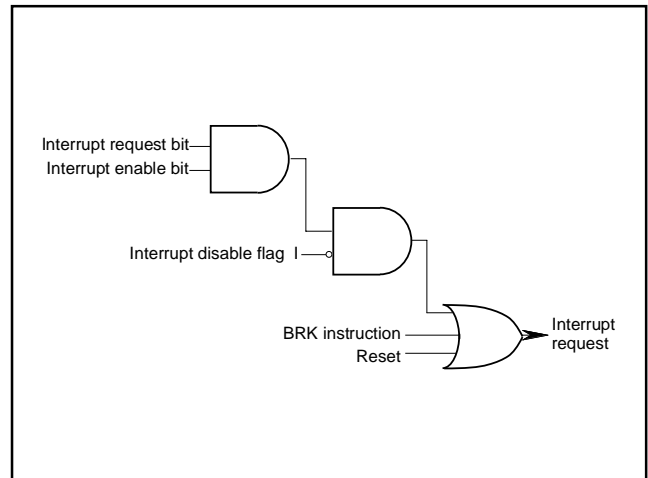 Interrupt request bit
Interrupt enable bit
Interrupt disable flag I
BRK instruction
Reset
Interrupt
request